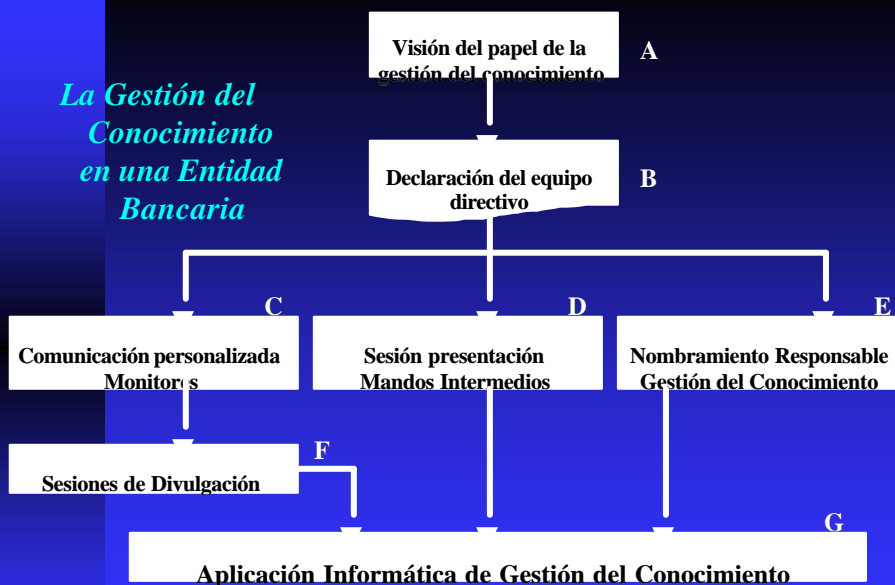 Visión del papel de la
gestión del conocimiento
A
La Gestión del
Conocimiento
en una Entidad
Bancaria
Declaración del equipo
directivo
B
C
Comunicación personalizada
Monitores
D
Sesión presentación
Mandos Intermedios
E
Nombramiento Responsable
Gestión del Conocimiento
F
Sesiones de Divulgación
G
Aplicación Informática de Gestión del Conocimiento